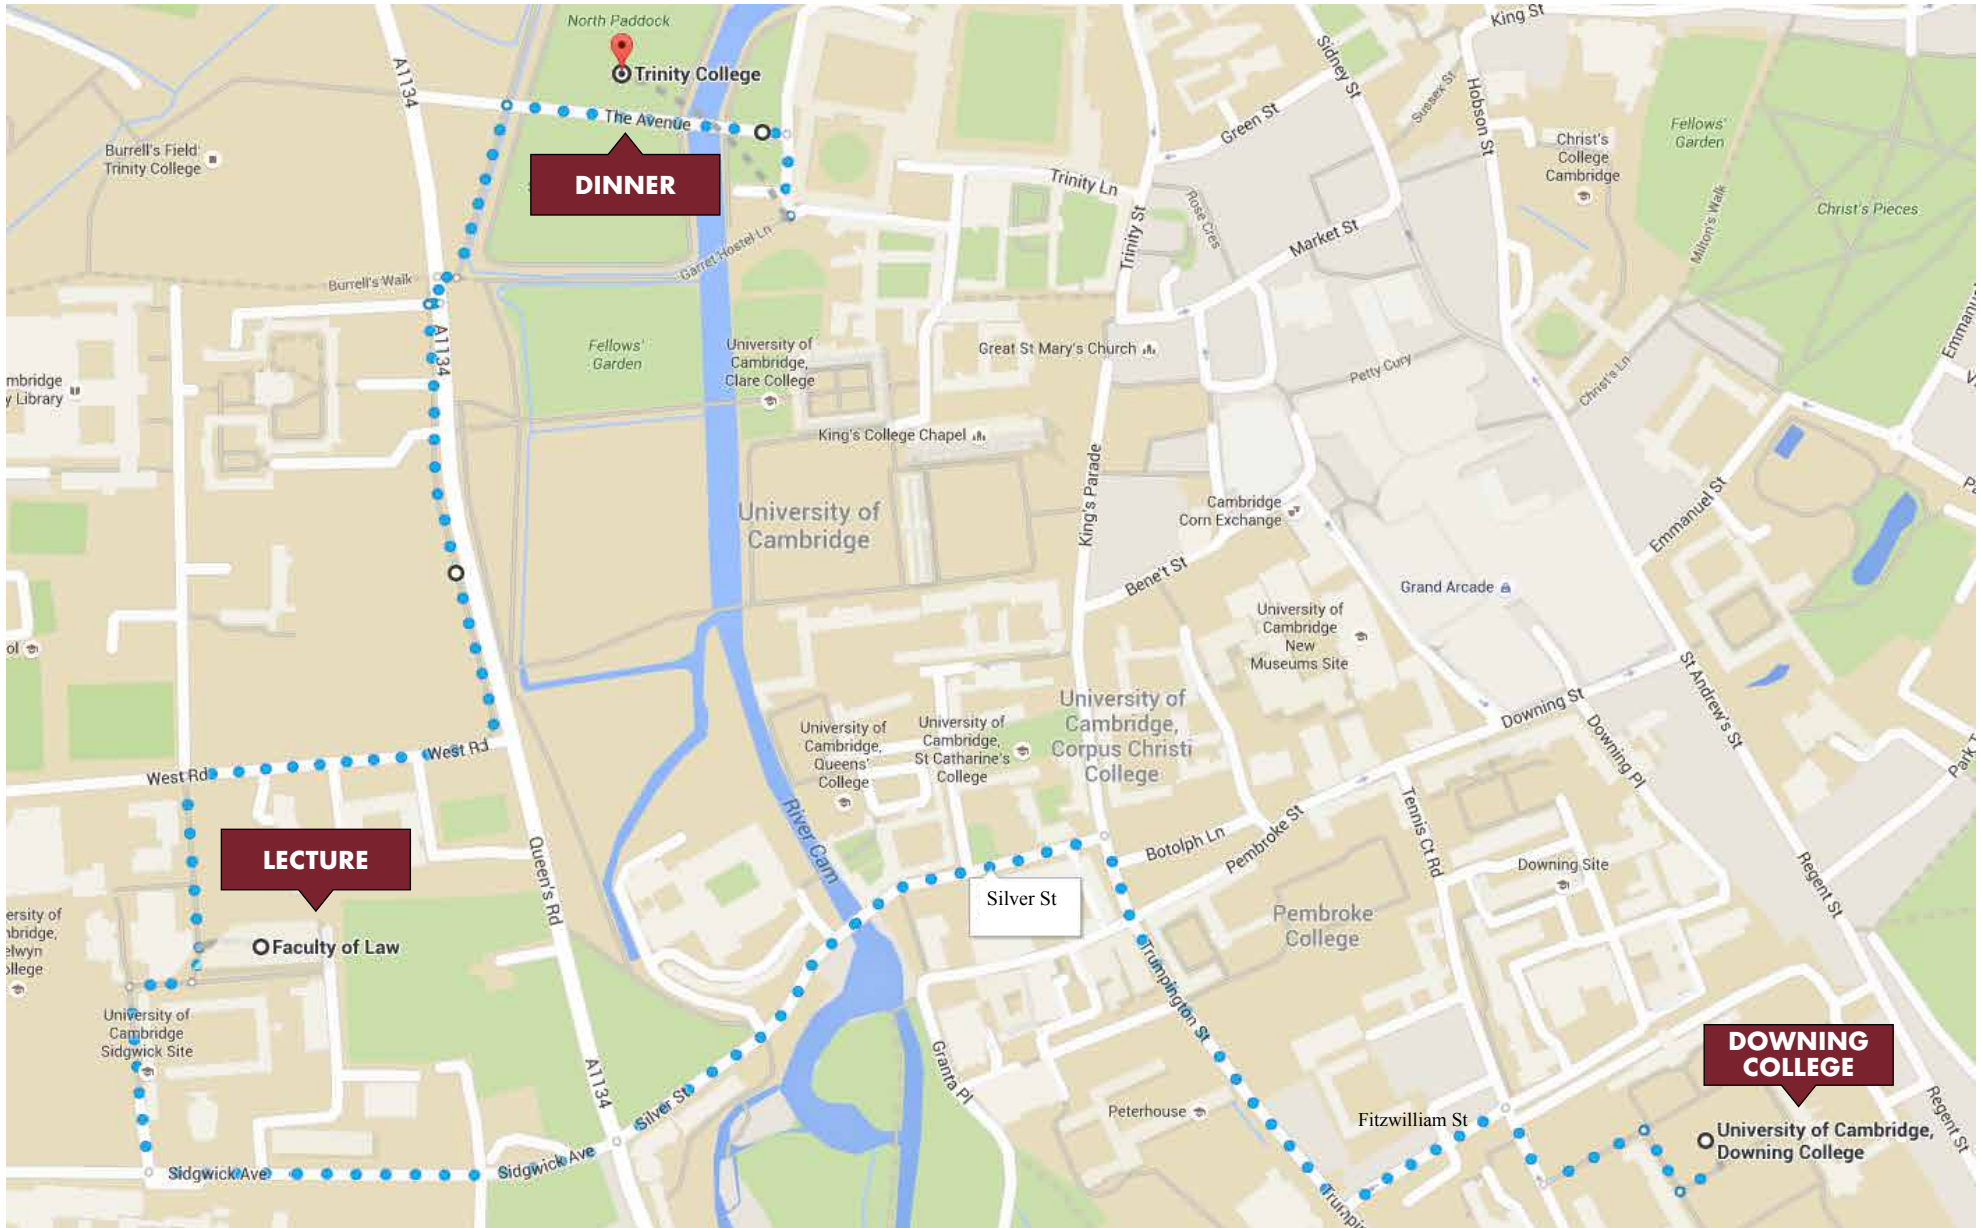 North Paddock
Trinity College
A1134
The Avenue
Burrell's Field:
Trinity College
DINNER
King St
Sidney St
Sussex St
Hobson St
Green St
Christ's
College
Cambridge
Fellows'
Garden
Christ's Pieces
Milton's Walk
Trinity Ln
Trinity St
Rose Cres
Market St
Garret Hostel Ln
Burrell's Walk
A1134
Fellows'
Garden
University of
Cambridge,
Clare College
Great St Mary's Church
Petty Cury
Christ's Ln
Emmanu
mbridge
y Library
King's College Chapel
King's Parade
University of
Cambridge
Cambridge
Corn Exchange
Emmanuel St
Bene't St
Grand Arcade
University of
Cambridge
New
Museums Site
ol
St Andrew's St
Downing St
Downing Pl
Park T
University of
Cambridge,
Queens'
College
University of
Cambridge,
St Catharine's
College
University of
Cambridge,
Corpus Christi
College
West Rd
West Rd
River Cam
Tennis Ct Rd
Botolph Ln
Pembroke St
LECTURE
Queen's Rd
Silver St
Downing Site
Regent St
Pembroke
College
ersity of
nbridge,
elwyn
ollege
Faculty of Law
Trumpington St
University of
Cambridge
Sidgwick Site
A1134
Silver St
Granta Pl
Peterhouse
Fitzwilliam St
DOWNING
COLLEGE
University of Cambridge,
Downing College
Regent St
Sidgwick Ave
Sidgwick Ave
Trumpin